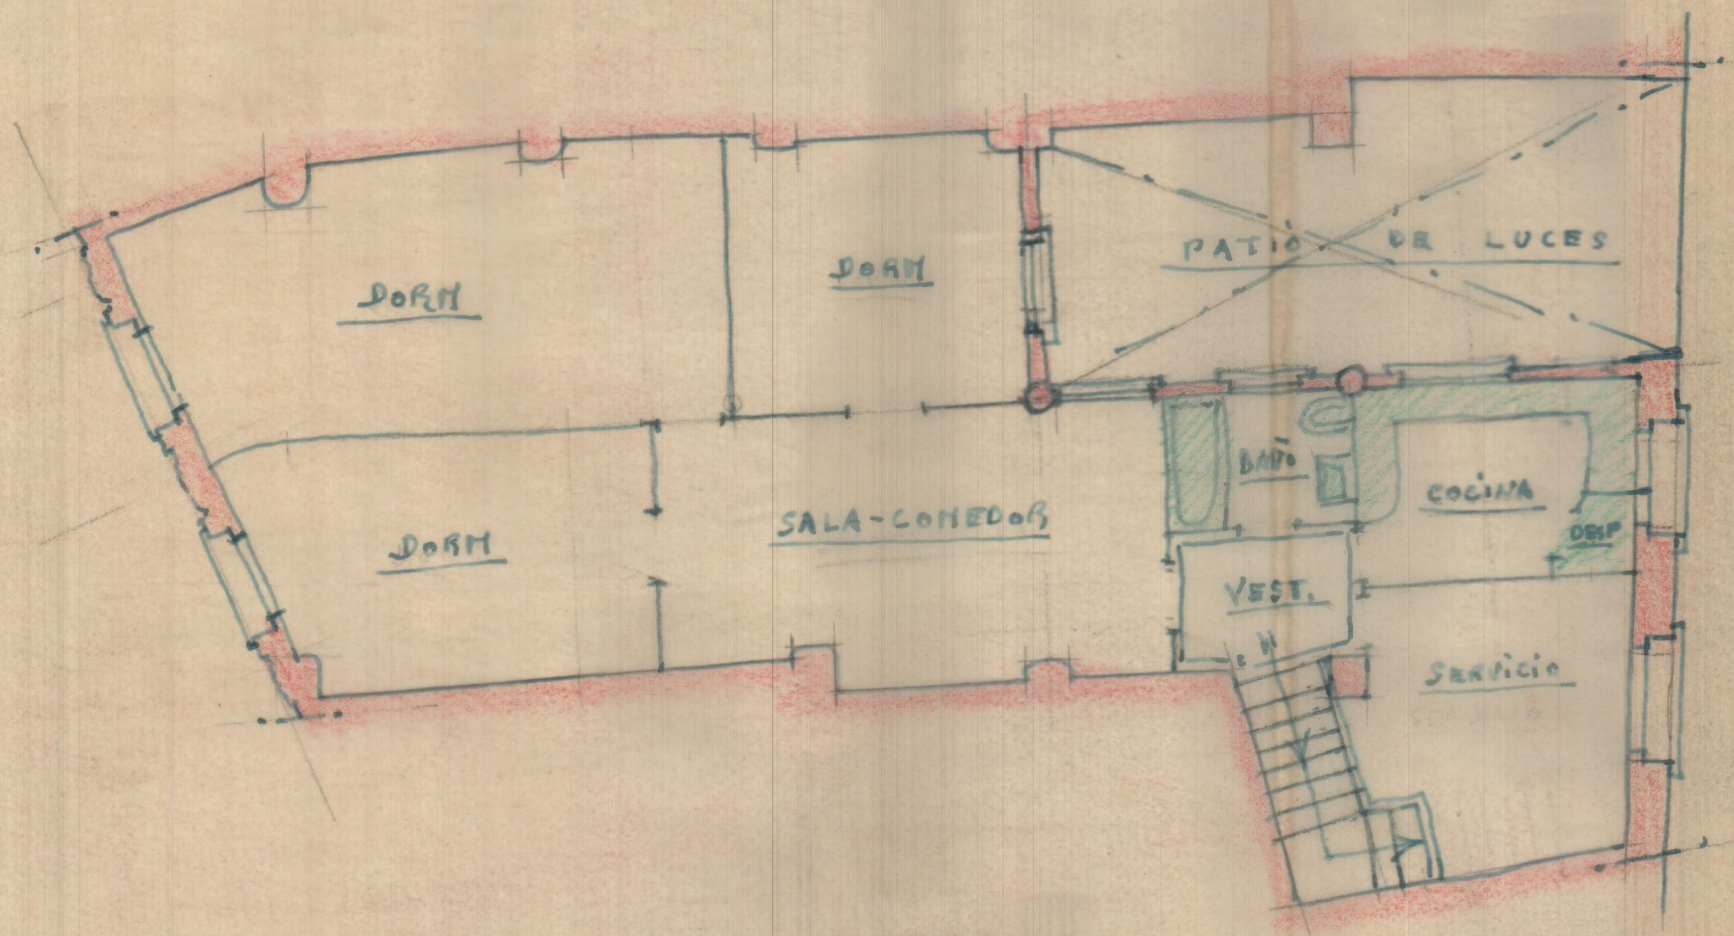 PATIO DE LUCES
DORM
DORM
BAÑO
COCINA
SALA-COMEDOR
DESP
DORM
VEST.
SERVICIO